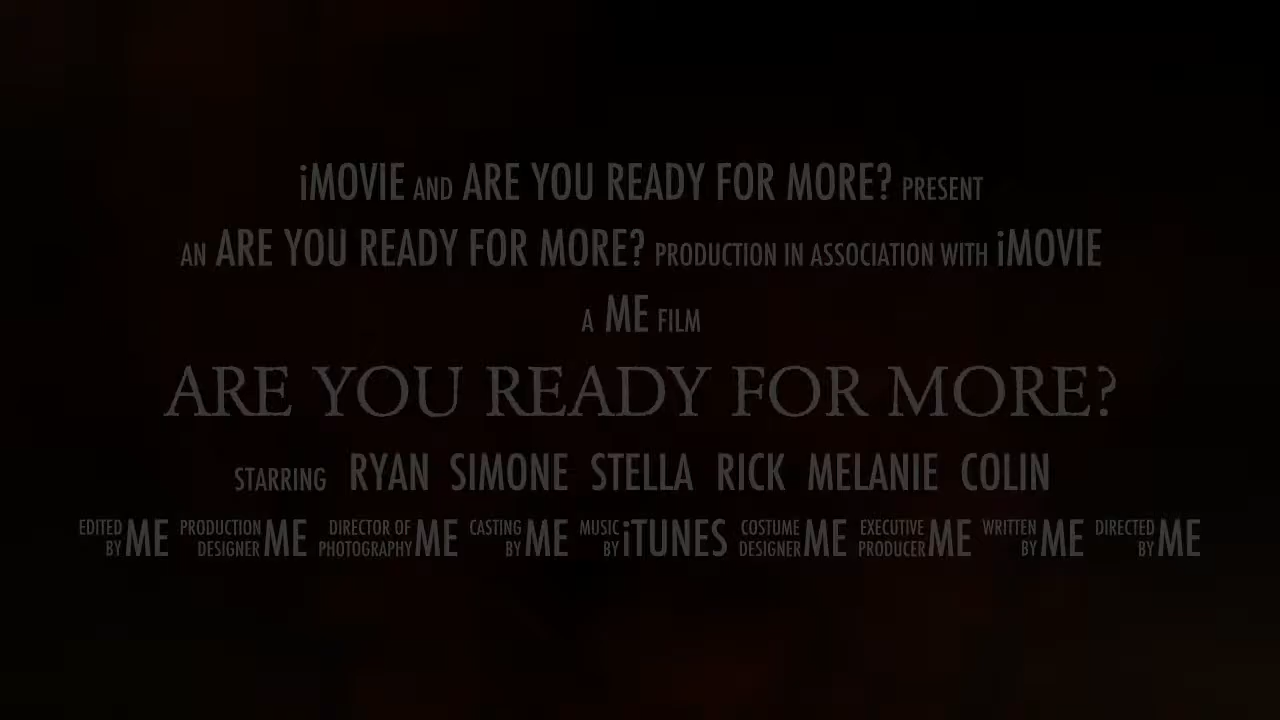 iMOVIE AND ARE YOU READY FOR MORE? PRESENT
AN ARE YOU READY FOR MORE? PRODUCTION IN ASSOCIATION WITH iMOVIE
A ME FILM
ARE YOU READY FOR MORE?
STARRING RYAN SIMONE STELLA RICK MELANIE COLIN
EDITED BY ME PRODUCTION DESIGNER ME DIRECTOR OF PHOTOGRAPHY ME CASTING BY ME MUSIC BY iTUNES COSTUME DESIGNER ME EXECUTIVE PRODUCER ME WRITTEN BY ME DIRECTED BY ME